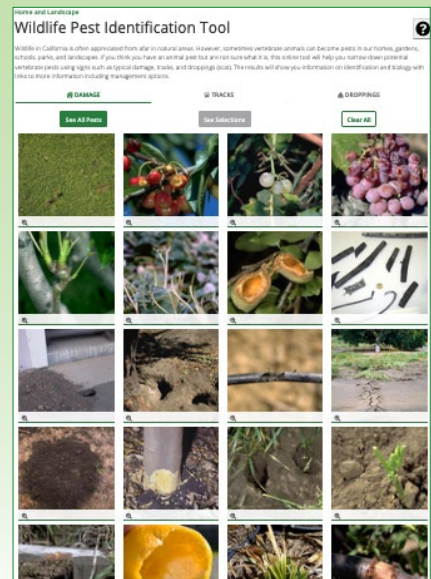 Home and Landscape
Wildlife Pest Identification Tool
?
Wildlife in California is often appreciated from afar in natural areas. However, sometimes vertebrate animals can become pests in our homes, gardens,
schools, parks, and landscapes. If you think you have an animal pest but are not sure what it is, this online tool will help you narrow down potential
vertebrate pests using signs such as typical damage, tracks, and droppings (scat). The results will show you information on identification and biology with
links to more information including management options.
DAMAGE TRACKS DROPPINGS
See All Pests See Selections Clear All